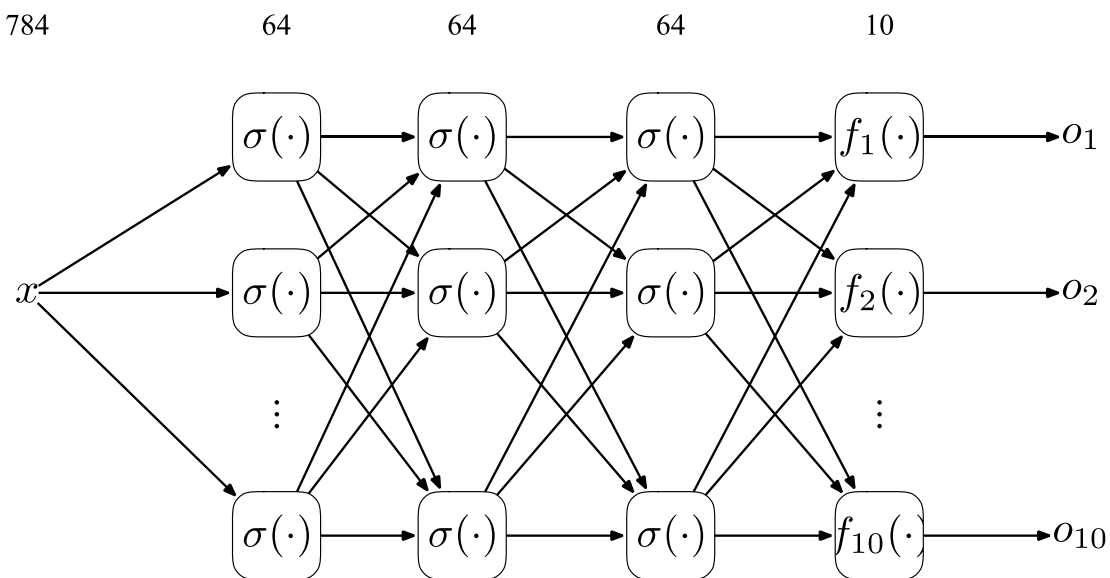 784 64 64 64 10
σ(·) σ(·) σ(·) f₁(·) o₁
x σ(·) σ(·) σ(·) f₂(·) o₂
⋮ ⋮
σ(·) σ(·) σ(·) f₁₀(·) o₁₀